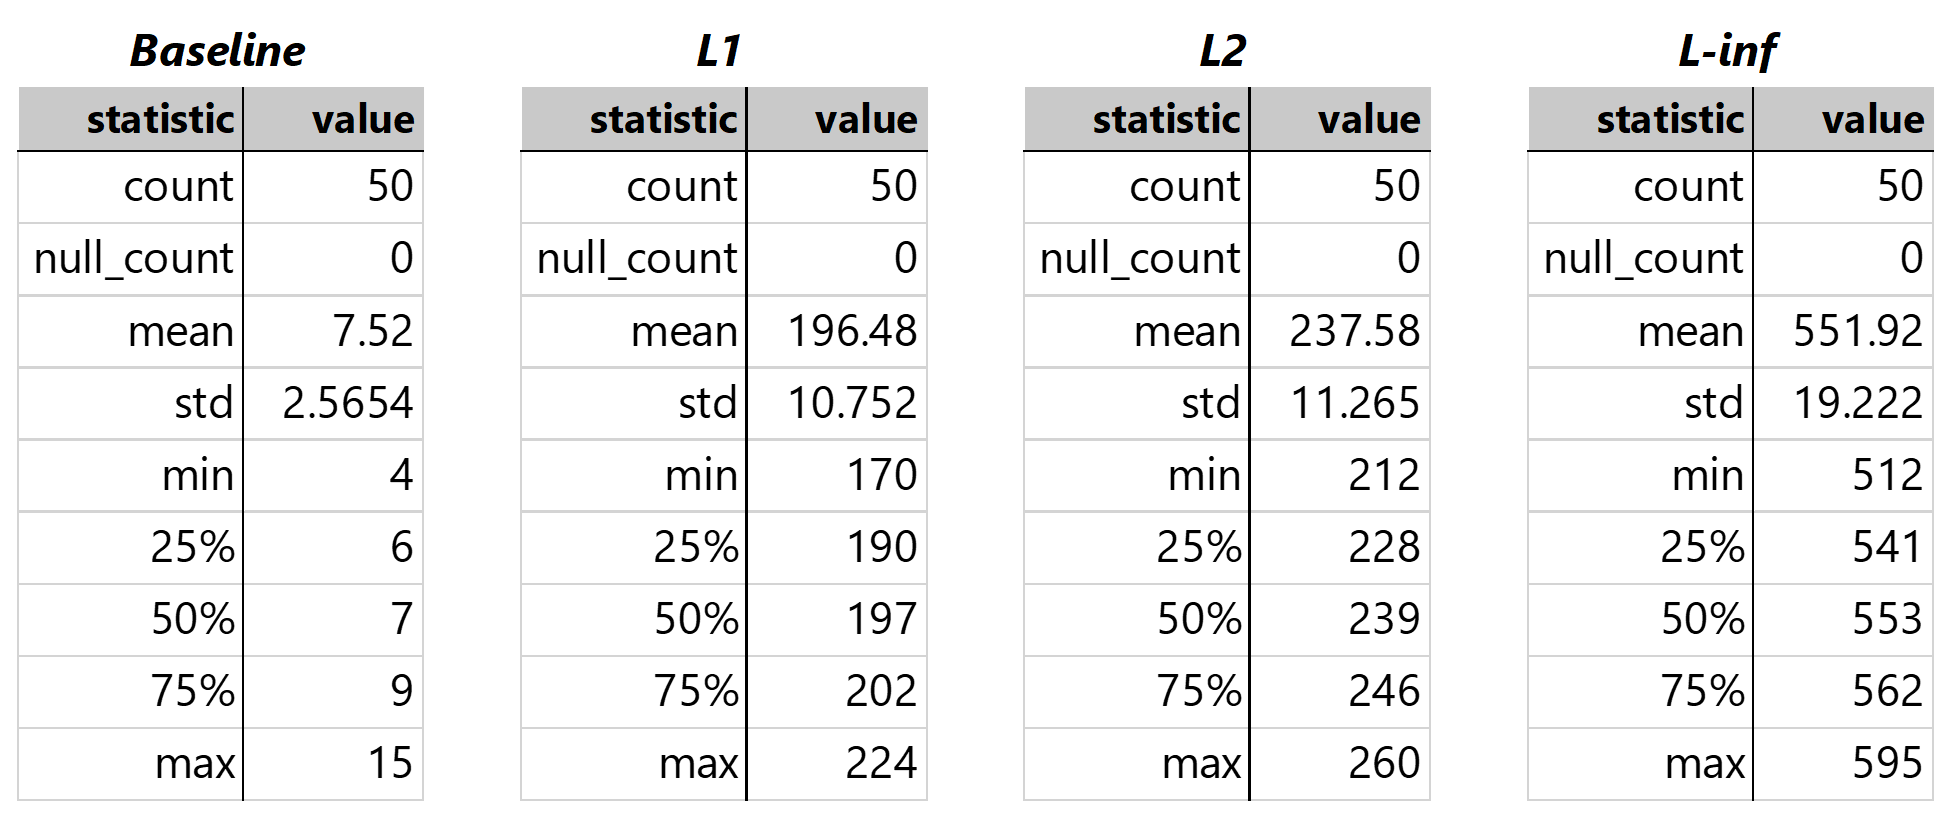 Baseline L1 L2 L-inf
statistic value statistic value statistic value statistic value
count 50 count 50 count 50 count 50
null_count 0 null_count 0 null_count 0 null_count 0
mean 7.52 mean 196.48 mean 237.58 mean 551.92
std 2.5654 std 10.752 std 11.265 std 19.222
min 4 min 170 min 212 min 512
25% 6 25% 190 25% 228 25% 541
50% 7 50% 197 50% 239 50% 553
75% 9 75% 202 75% 246 75% 562
max 15 max 224 max 260 max 595